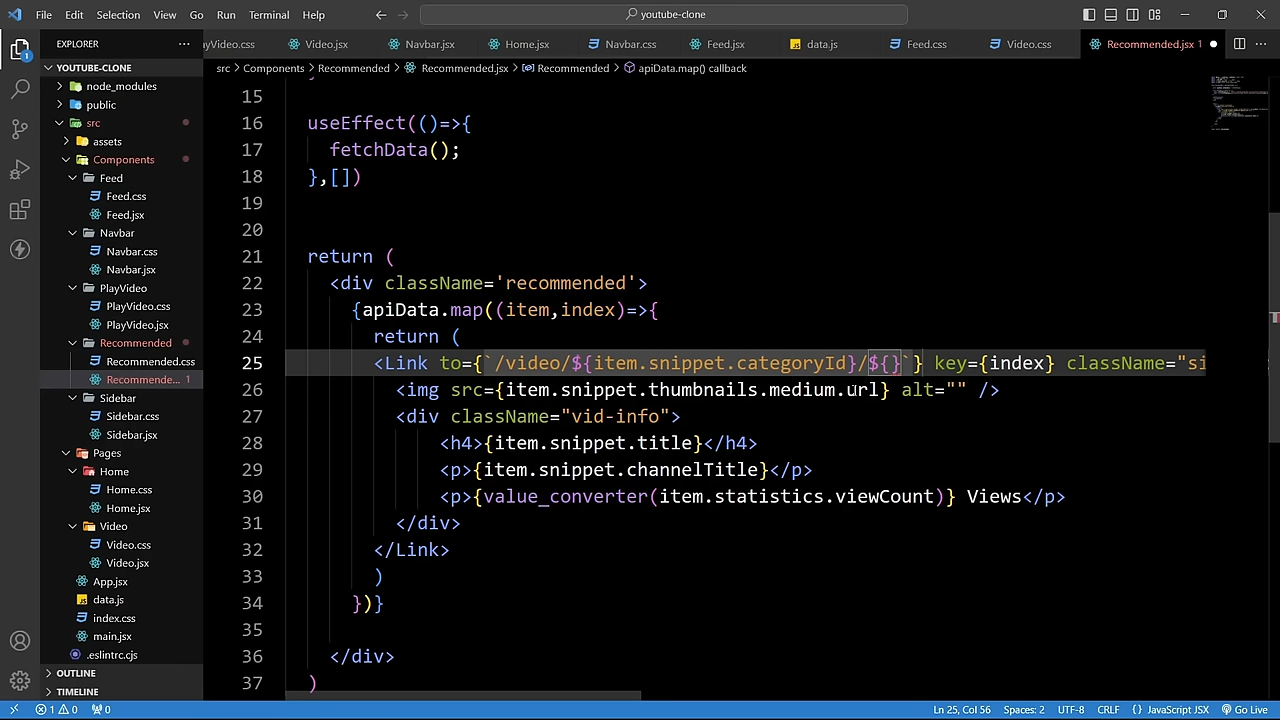 File Edit Selection View Go Run Terminal Help
youtube-clone
EXPLORER
ayVideo.css Video.jsx Navbar.jsx Home.jsx Navbar.css Feed.jsx data.js Feed.css Video.css Recommended.jsx 1
src > Components > Recommended > Recommended.jsx > Recommended > apiData.map() callback
1
YOUTUBE-CLONE
node_modules
public
src
assets
Components
Feed
Feed.css
Feed.jsx
Navbar
Navbar.css
Navbar.jsx
PlayVideo
PlayVideo.css
PlayVideo.jsx
Recommended
Recommended.css
Recommende... 1
Sidebar
Sidebar.css
Sidebar.jsx
Pages
Home
Home.css
Home.jsx
Video
Video.css
Video.jsx
App.jsx
data.js
index.css
main.jsx
.eslintrc.cjs
OUTLINE
TIMELINE
15
16 useEffect(()=>{
17 fetchData();
18 },[])
19
20
21 return (
22 <div className='recommended'>
23 {apiData.map((item,index)=>{
24 return (
25 <Link to={`/video/${item.snippet.categoryId}/${}`} key={index} className="si
26 <img src={item.snippet.thumbnails.medium.url} alt="" />
27 <div className="vid-info">
28 <h4>{item.snippet.title}</h4>
29 <p>{item.snippet.channelTitle}</p>
30 <p>{value_converter(item.statistics.viewCount)} Views</p>
31 </div>
32 </Link>
33 )
34 })}
35
36 </div>
37 )
1 0 0 Ln 25, Col 56 Spaces: 2 UTF-8 CRLF {} JavaScript JSX Go Live